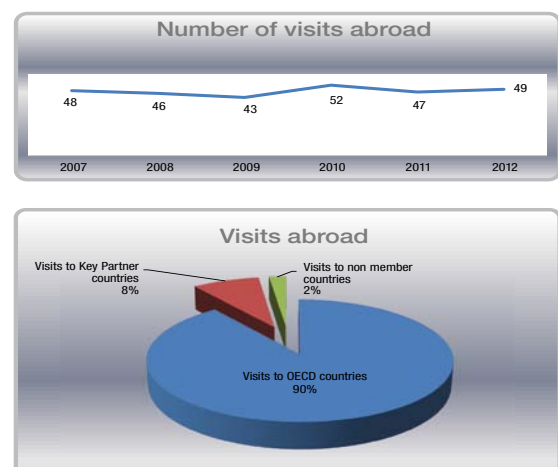 Number of visits abroad
48 46 43 52 47 49
2007 2008 2009 2010 2011 2012
Visits abroad
Visits to Key Partner
countries
8%
Visits to non member
countries
2%
Visits to OECD countries
90%